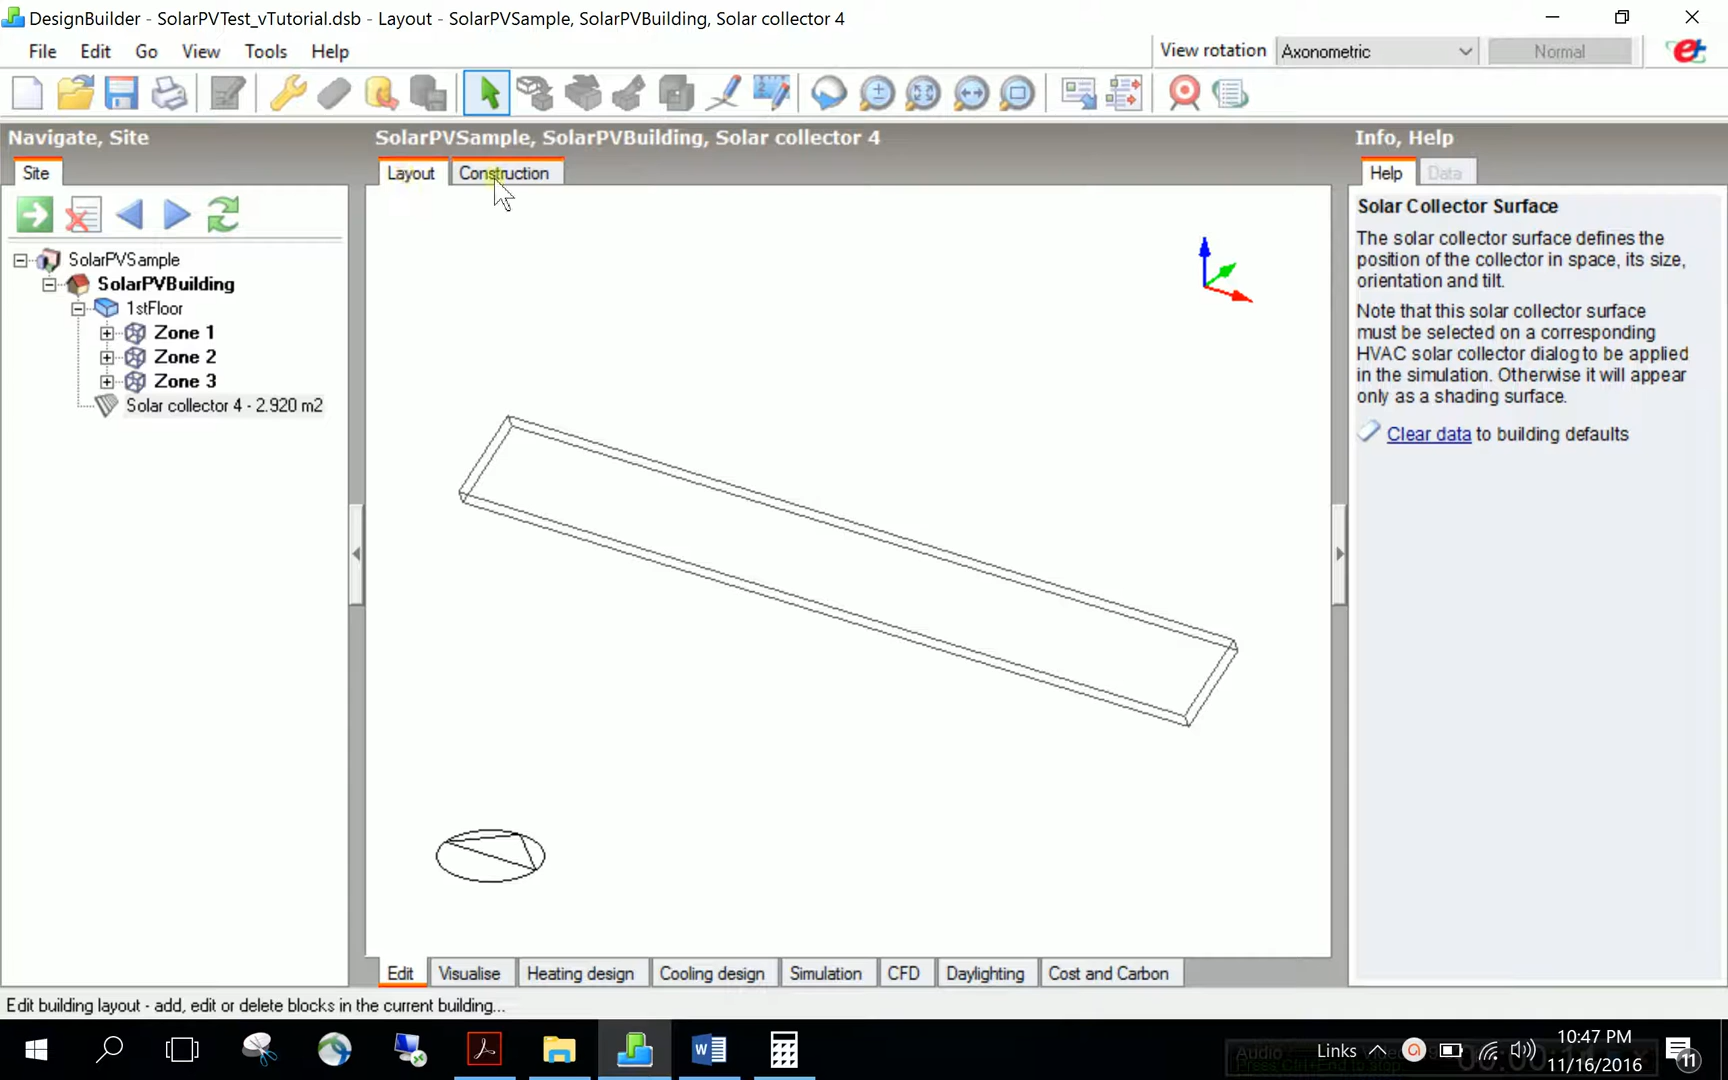 DesignBuilder - SolarPVTest_vTutorial.dsb - Layout - SolarPVSample, SolarPVBuilding, Solar collector 4
File Edit Go View Tools Help
View rotation Axonometric Normal
Navigate, Site
SolarPVSample, SolarPVBuilding, Solar collector 4
Info, Help
Site
Layout Construction
Help Data
SolarPVSample
SolarPVBuilding
1stFloor
Zone 1
Zone 2
Zone 3
Solar collector 4 - 2.920 m2
Solar Collector Surface
The solar collector surface defines the
position of the collector in space, its size,
orientation and tilt.
Note that this solar collector surface
must be selected on a corresponding
HVAC solar collector dialog to be applied
in the simulation. Otherwise it will appear
only as a shading surface.
Clear data to building defaults
Edit Visualise Heating design Cooling design Simulation CFD Daylighting Cost and Carbon
Edit building layout - add, edit or delete blocks in the current building...
Links
10:47 PM
11/16/2016
11